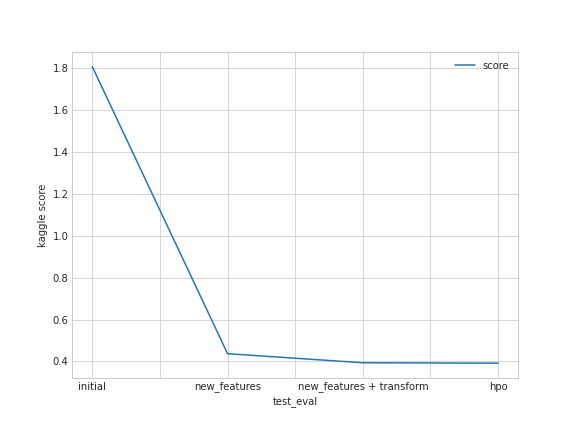 score
1.8
1.6
1.4
1.2
1.0
0.8
0.6
0.4
kaggle score
initial new_features new_features + transform hpo
test_eval